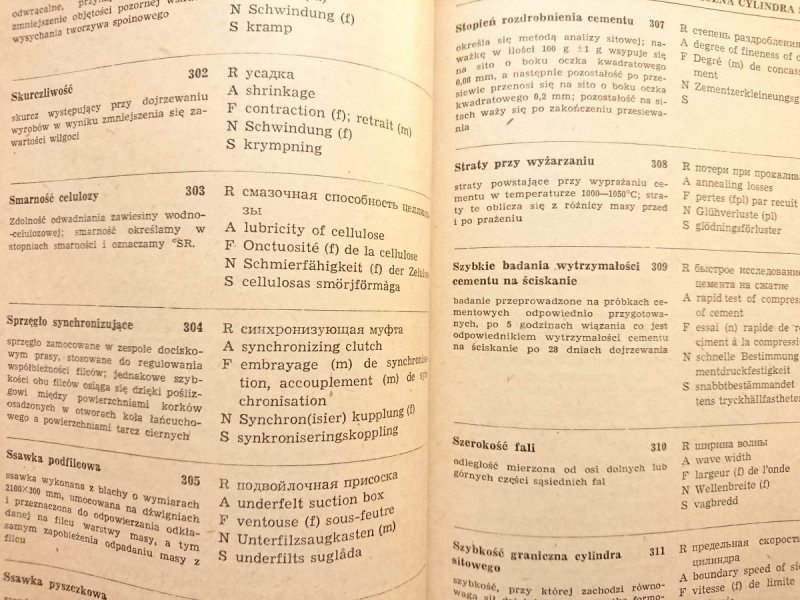 odwracalne,
zmniejszenie objętości pozornej
wysychania tworzywa spoinowego
N Schwindung (f)
S kramp
Skurczliwość 302
skurcz występujący przy dojrzewaniu
wyrobów w wyniku zmniejszenia się za-
wartości wilgoci
R усадка
A shrinkage
F contraction (f); retrait (m)
N Schwindung (f)
S krympning
Smarność celulozy 303
Zdolność odwadniania zawiesiny wodno-
-celulozowej; smarność określamy w
stopniach smarności i oznaczamy °SR.
R смазочная способность
зы
A lubricity of cellulose
F Onctuosité (f) de la cellulose
N Schmierfähigkeit (f) der
S cellulosas smörjförmåga
Sprzęgło synchronizujące 304
sprzęgło zamocowane w zespole docisko-
wym prasy, stosowane do regulowania
współbieżności filców; jednakowe szyb-
kości obu filców osiąga się dzięki pośliz-
gowi między powierzchniami korków
osadzonych w otworach koła łańcucho-
wego a powierzchniami tarcz ciernych
R синхронизующая муфта
A synchronizing clutch
F embrayage (m) de synchronisa-
tion, accouplement (m) de syn-
chronisation
N Synchron(isier) kupplung (f)
S synkroniseringskoppling
Ssawka podfilcowa 305
ssawka wykonana z blachy o wymiarach
2100×300 mm, umocowana na dźwigniach
i przeznaczona do odpowierzania odkła-
danej na filcu warstwy masy, a tym
samym zapobieżenia odpadaniu masy z
filcu
R подвойлочная присоска
A underfelt suction box
F ventouse (f) sous-feutre
N Unterfilzsaugkasten (m)
S underfilts suglåda
Ssawka pyszczkowa
CYLINDRA
Stopień rozdrobnienia cementu 307
określa się metodą analizy sitowej; na-
ważkę w ilości 100 g ±1 g wsypuje się
na sito o boku oczka kwadratowego
0,08 mm, a następnie pozostałość po prze-
siewie przenosi się na sito o boku oczka
kwadratowego 0,2 mm; pozostałość na si-
tach waży się po zakończeniu przesiewa-
nia
R степень раздробления
A degree of fineness of
F Degré (m) de concass
ment
N Zementzerkleinerungsg
S
Straty przy wyżarzaniu 308
straty powstające przy wyprażaniu ce-
mentu w temperaturze 1000—1050°C; stra-
ty te oblicza się z różnicy masy przed
i po prażeniu
R потери при прокалив
A annealing losses
F pertes (fpl) par recuit
N Glühverluste (pl)
S glödningsförluster
Szybkie badania wytrzymałości 309
cementu na ściskanie
badanie przeprowadzone na próbkach ce-
mentowych odpowiednio przygotowa-
nych, po 5 godzinach wiązania co jest
odpowiednikiem wytrzymałości cementu
na ściskanie po 28 dniach dojrzewania
R быстрое исследован
цемента на сжатие
A rapid test of compres
of cement
F essai (n) rapide de
ciment à la compressi
N schnelle Bestimmung
mentdruckfestigkeit
S snabbtbestämmandet
tens tryckhållfasthete
Szerokość fali 310
odległość mierzona od osi dolnych lub
górnych części sąsiednich fal
R ширина волны
A wave width
F largeur (f) de l'onde
N Wellenbreite (f)
S vagbredd
Szybkość graniczna cylindra 311
sitowego
szybkość, przy której zachodzi równo-
R предельная скорость
цилиндра
A boundary speed of
F vitesse (f) de limite